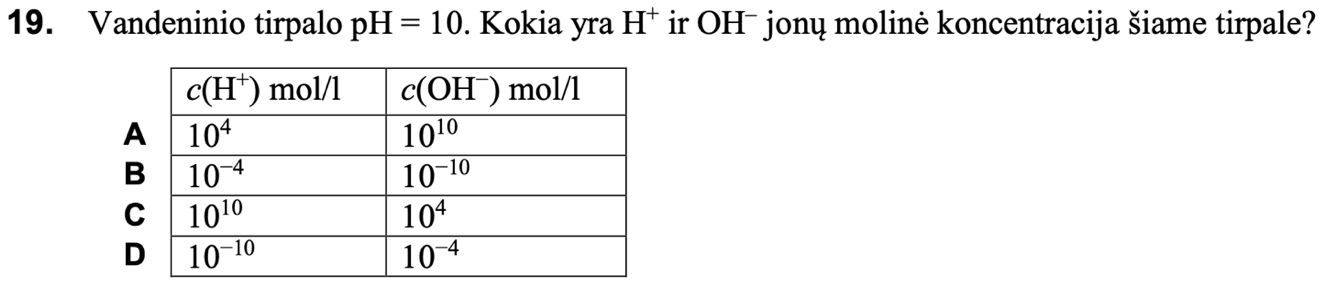 19. Vandeninio tirpalo pH = 10. Kokia yra H⁺ ir OH⁻ jonų molinė koncentracija šiame tirpale?
c(H⁺) mol/l c(OH⁻) mol/l
A 10⁴ 10¹⁰
B 10⁻⁴ 10⁻¹⁰
C 10¹⁰ 10⁴
D 10⁻¹⁰ 10⁻⁴